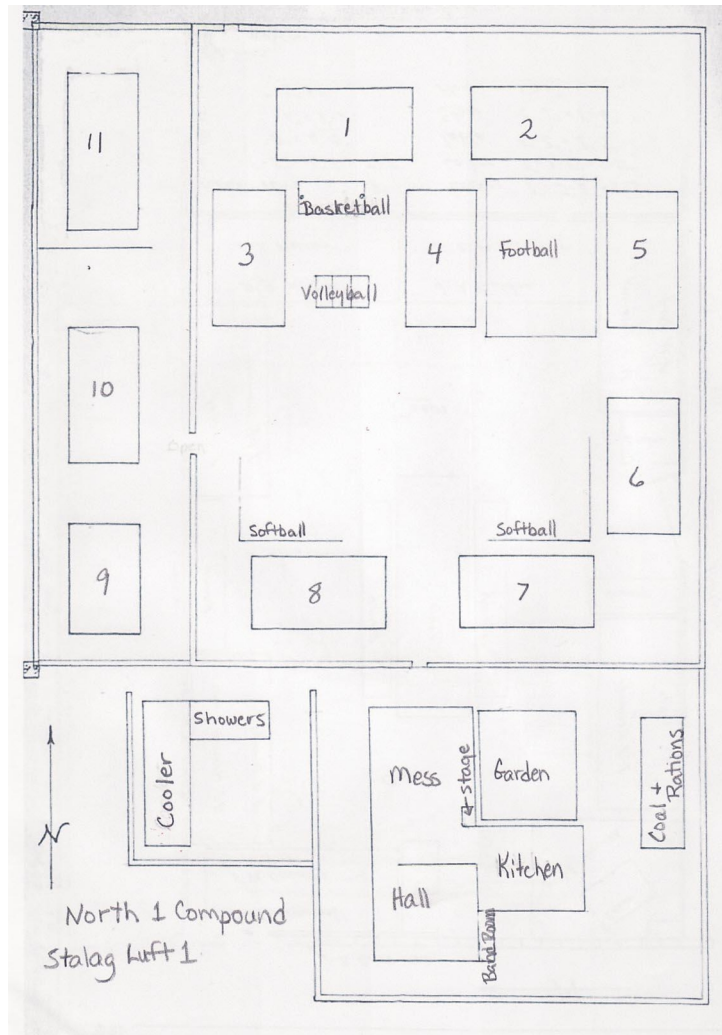 11
1
2
Basketball
3
4
Football
5
Volleyball
10
6
Softball
Softball
9
8
7
Showers
Cooler
Mess
←stage
Garden
Coal +
Rations
Kitchen
Hall
Band Room
N
North 1 Compound
Stalag Luft 1